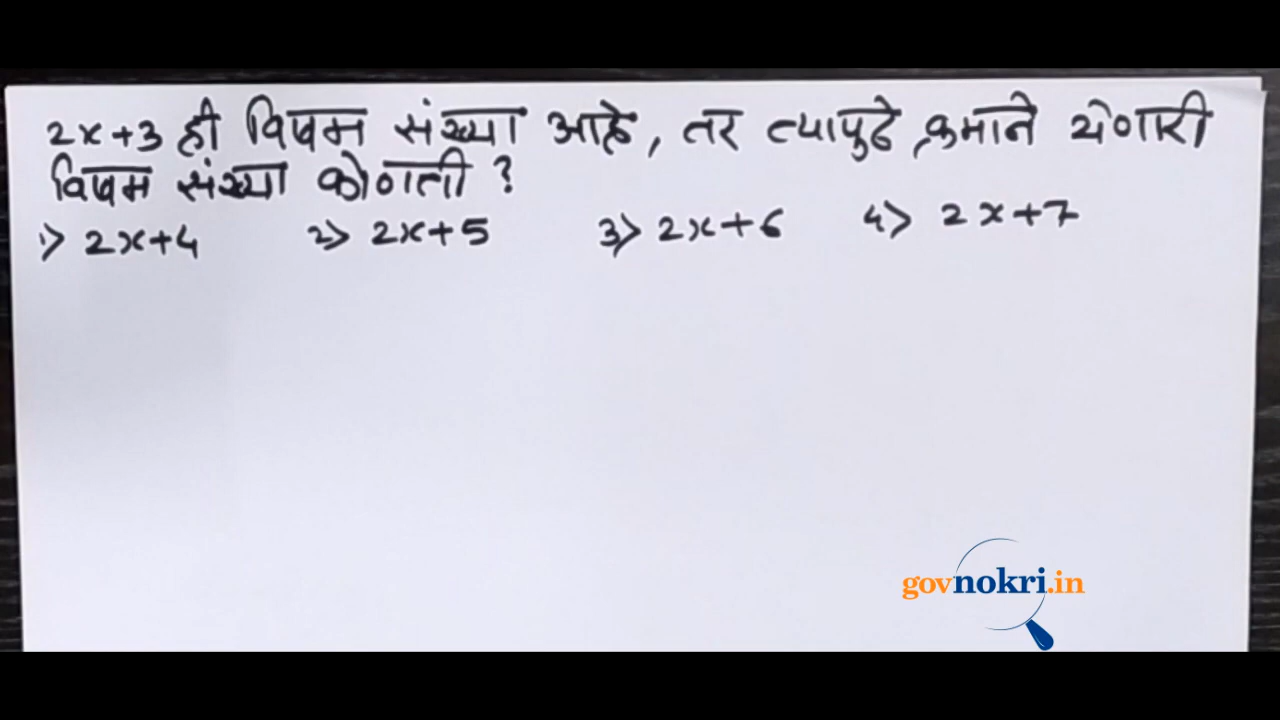 2x+3 ही विषम संख्या आहे, तर त्यापुढे क्रमाने येणारी
विषम संख्या कोणती ?
1> 2x+4 2> 2x+5 3> 2x+6 4> 2x+7
govnokri.in